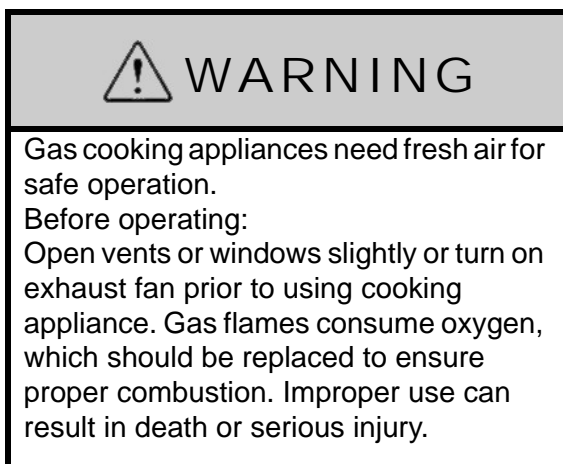 WARNING
Gas cooking appliances need fresh air for
safe operation.
Before operating:
Open vents or windows slightly or turn on
exhaust fan prior to using cooking
appliance. Gas flames consume oxygen,
which should be replaced to ensure
proper combustion. Improper use can
result in death or serious injury.